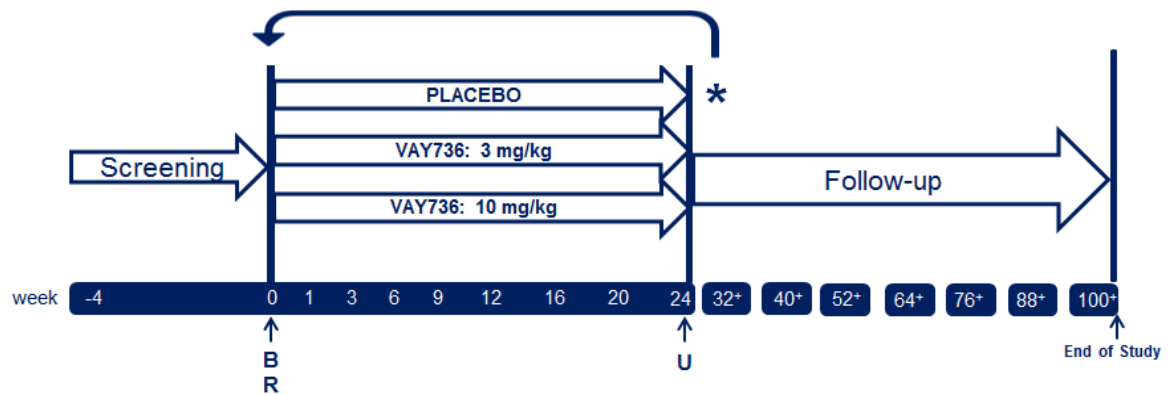 PLACEBO
*
Screening
VAY736: 3 mg/kg
VAY736: 10 mg/kg
Follow-up
week -4 0 1 3 6 9 12 16 20 24 32⁺ 40⁺ 52⁺ 64⁺ 76⁺ 88⁺ 100⁺
B
R
U
End of Study